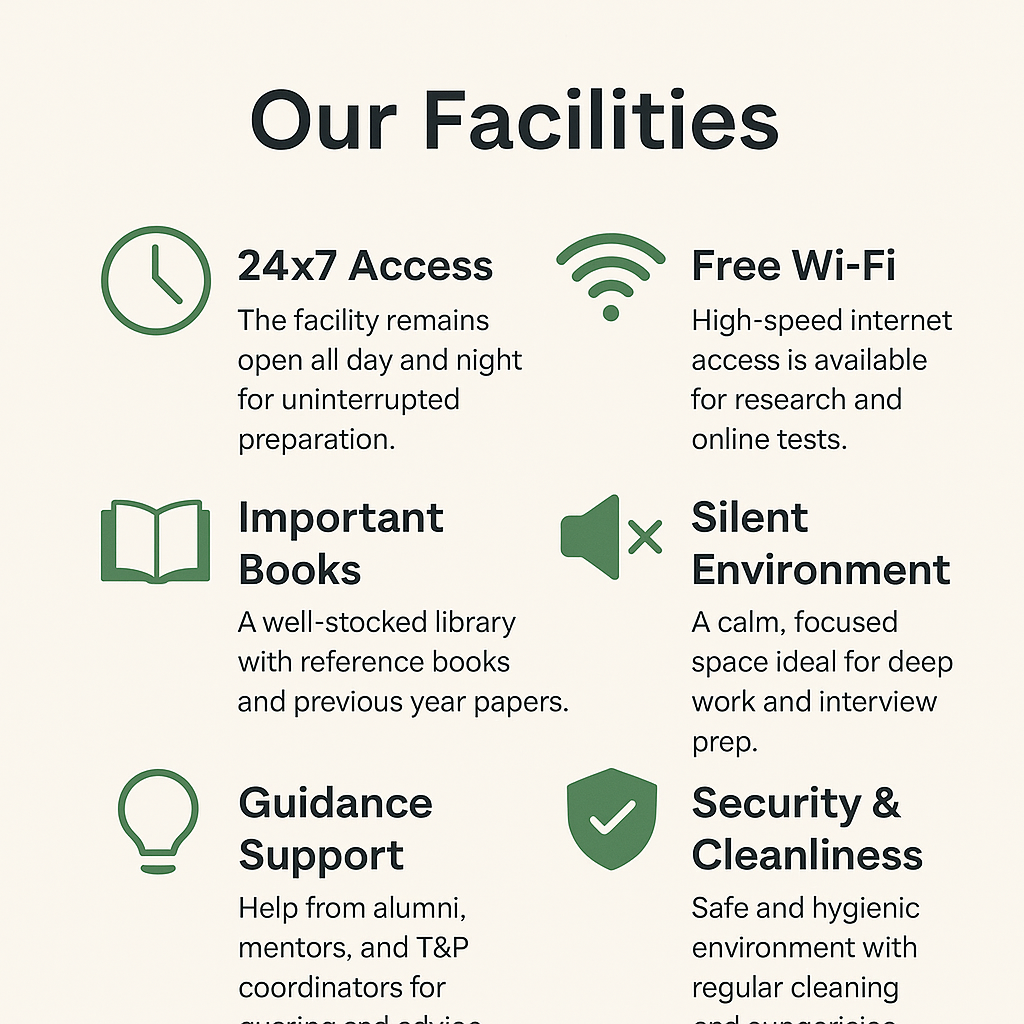 Our Facilities
24x7 Access
The facility remains
open all day and night
for uninterrupted
preparation.
Free Wi-Fi
High-speed internet
access is available
for research and
online tests.
Important
Books
A well-stocked library
with reference books
and previous year papers.
Silent
Environment
A calm, focused
space ideal for deep
work and interview
prep.
Guidance
Support
Help from alumni,
mentors, and T&P
coordinators for
Security &
Cleanliness
Safe and hygienic
environment with
regular cleaning